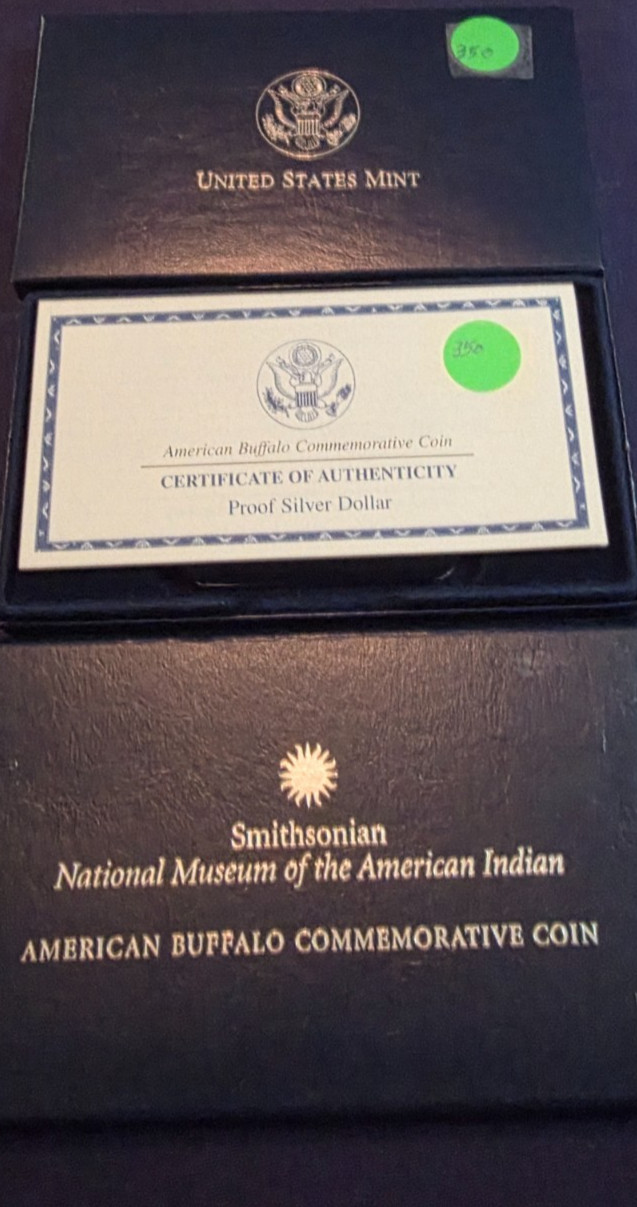 350
UNITED STATES MINT
350
American Buffalo Commemorative Coin
CERTIFICATE OF AUTHENTICITY
Proof Silver Dollar
Smithsonian
National Museum of the American Indian
AMERICAN BUFFALO COMMEMORATIVE COIN